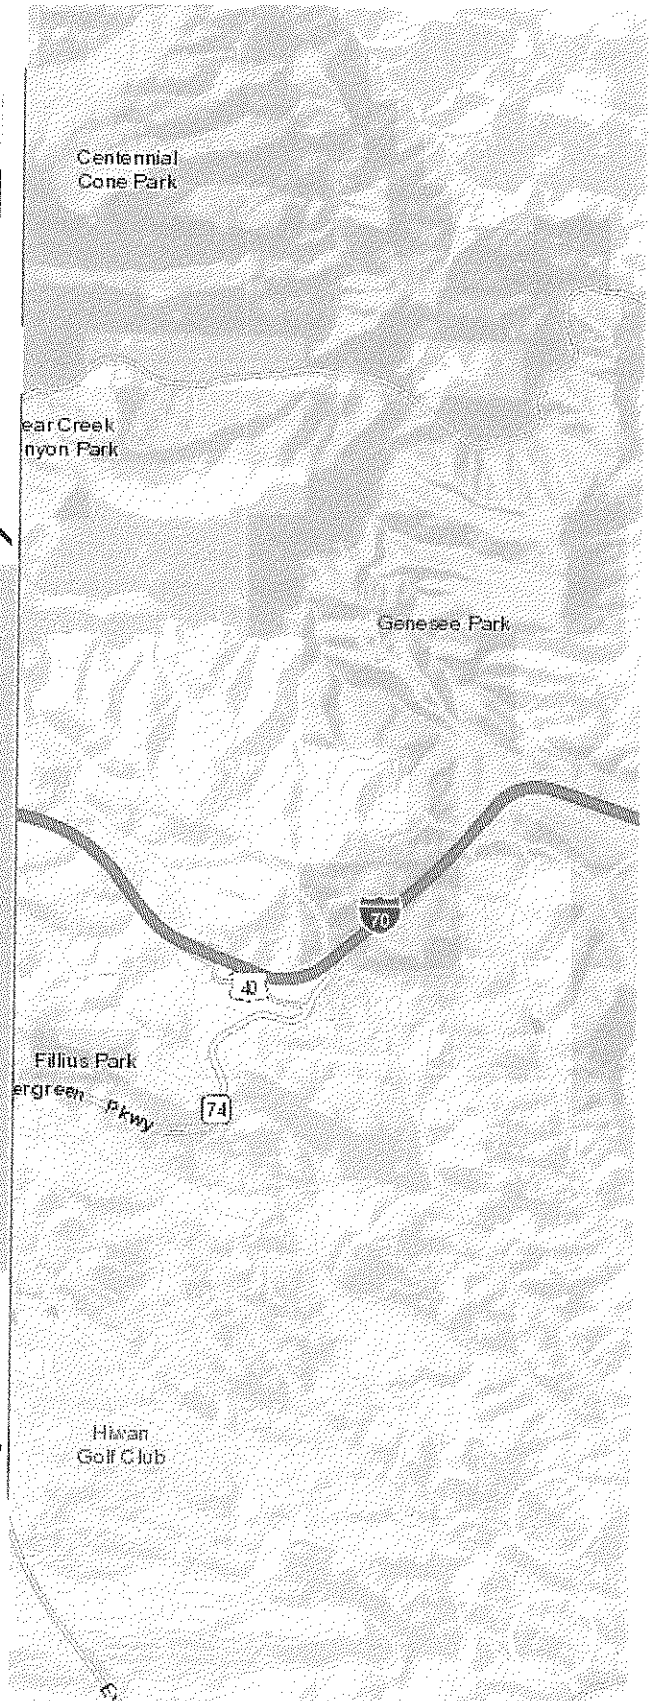 Centennial
Cone Park
ear Creek
nyon Park
Genesee Park
70
40
Fillius Park
ergreen Pkwy
74
Hiwan
Golf Club